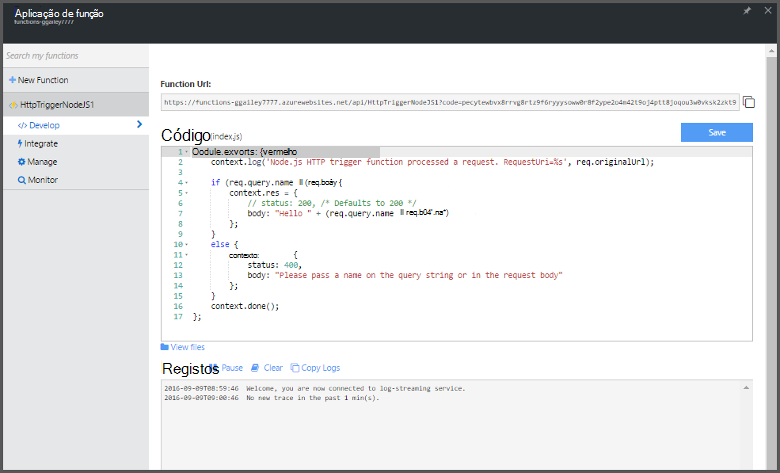 Aplicação de função
functions-ggailey7777
Search my functions
New Function
HttpTriggerNodeJS1
</> Develop
Integrate
Manage
Monitor
Function Url:
https://functions-ggailey7777.azurewebsites.net/api/HttpTriggerNodeJS1?code=pecytewbvx8rrvg8rtz9f6ryyysoww0r8f2ype2o4m42t9oj4ptt8joqou3w0vksk2zkt9
Código(index.js)
Save
1 Oodule.exvorts: {vermelho
2 context.log('Node.js HTTP trigger function processed a request. RequestUri=%s', req.originalUrl);
3
4 if (req.query.name (req.body {
5 context.res = {
6 // status: 200, /* Defaults to 200 */
7 body: "Hello " + (req.query.name req.b04'.na")
8 };
9 }
10 else {
11 contexto: {
12 status: 400,
13 body: "Please pass a name on the query string or in the request body"
14 };
15 }
16 context.done();
17 };
View files
Registos Pause Clear Copy Logs
2016-09-09T08:59:46 Welcome, you are now connected to log-streaming service.
2016-09-09T09:00:46 No new trace in the past 1 min(s).